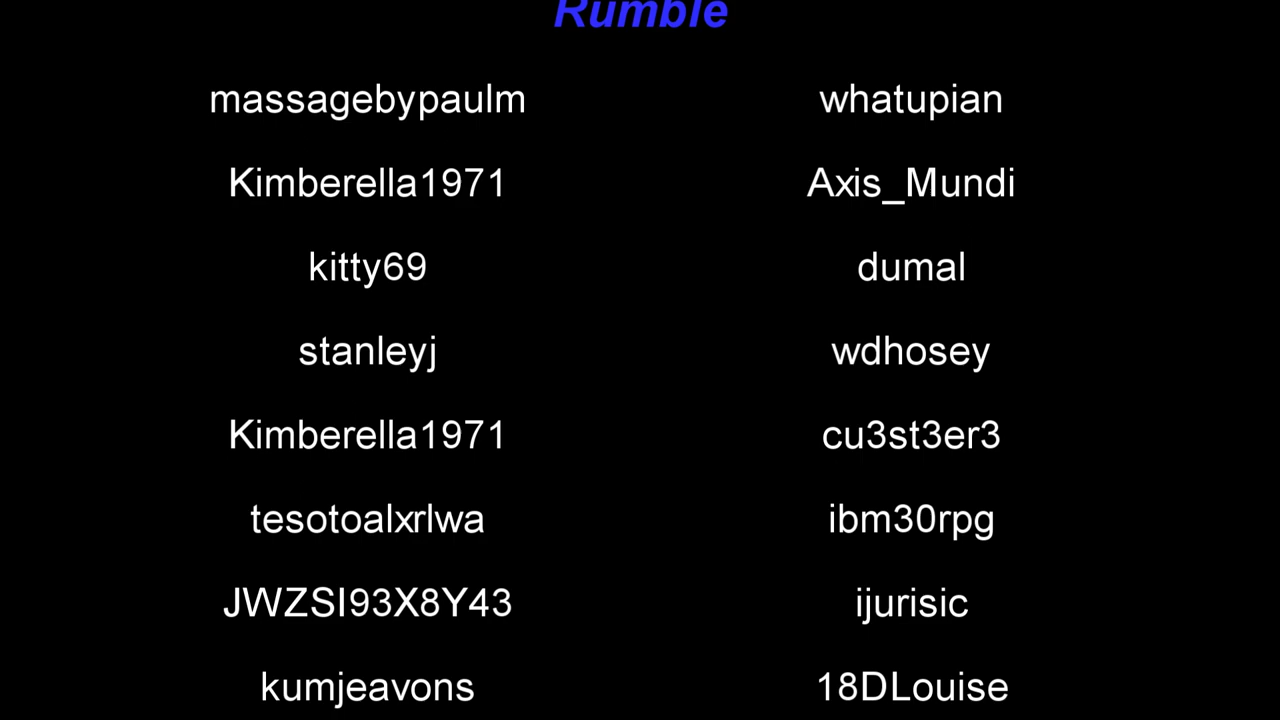 Rumble
massagebypaulm whatupian
Kimberella1971 Axis_Mundi
kitty69 dumal
stanleyj wdhosey
Kimberella1971 cu3st3er3
tesotoalxrlwa ibm30rpg
JWZSI93X8Y43 ijurisic
kumjeavons 18DLouise